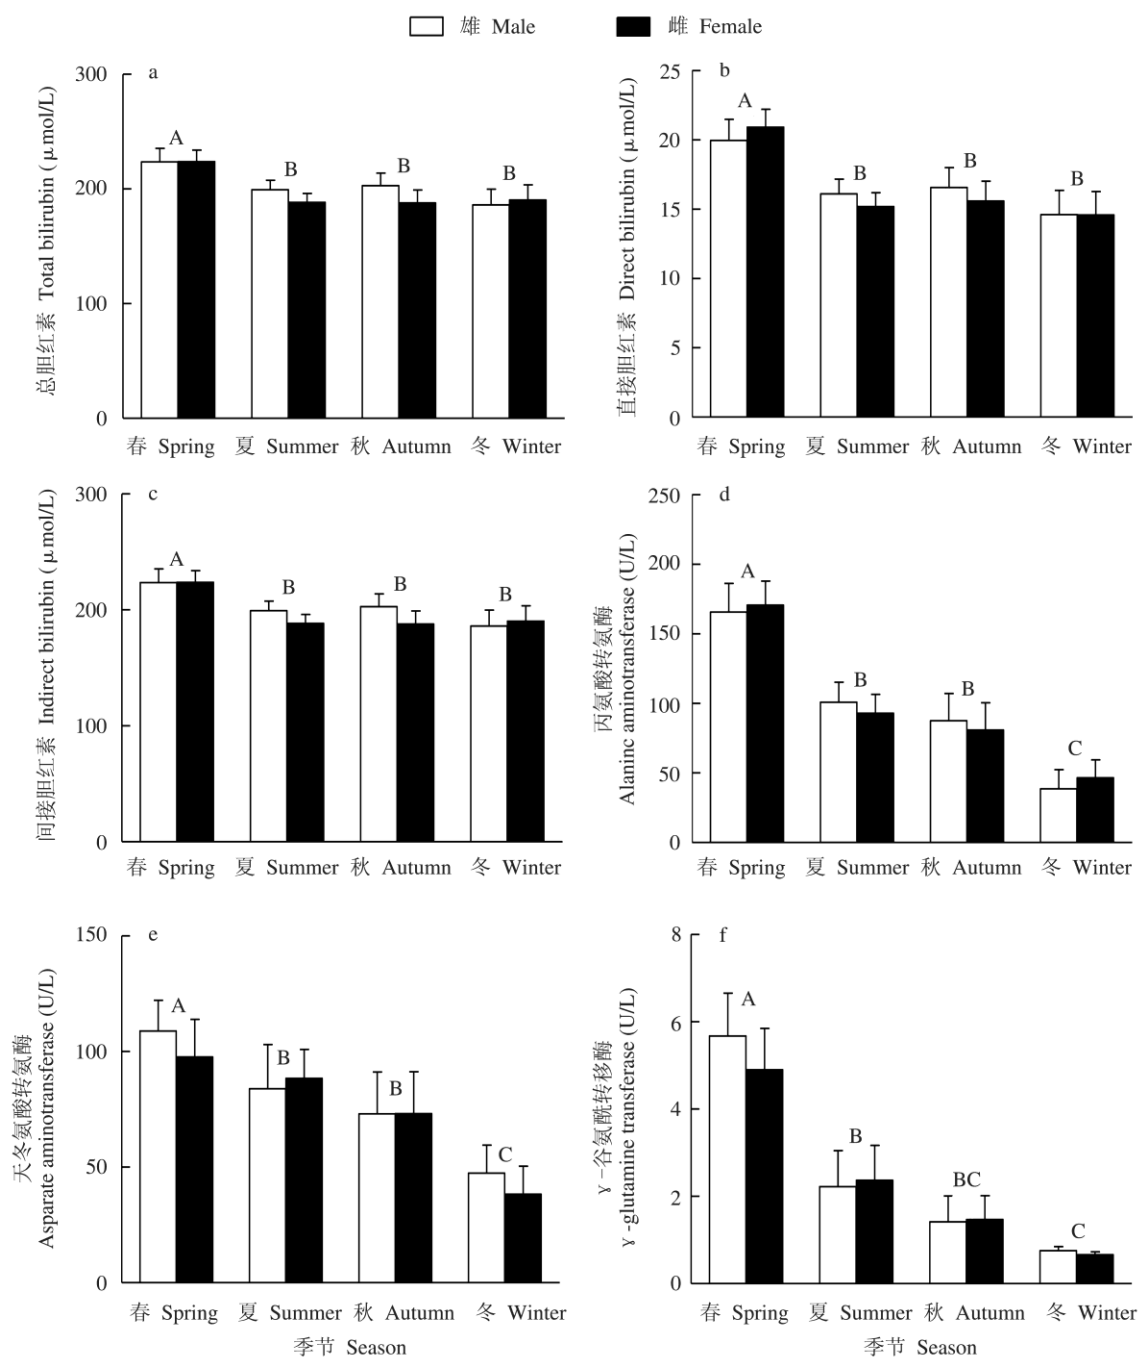 雄 Male 雌 Female
a
总胆红素 Total bilirubin (μmol/L)
300
200
100
0
A
B
B
B
春 Spring 夏 Summer 秋 Autumn 冬 Winter
b
直接胆红素 Direct bilirubin (μmol/L)
25
20
15
10
5
0
A
B
B
B
春 Spring 夏 Summer 秋 Autumn 冬 Winter
c
间接胆红素 Indirect bilirubin (μmol/L)
300
200
100
0
A
B
B
B
春 Spring 夏 Summer 秋 Autumn 冬 Winter
d
丙氨酸转氨酶
Alaninc aminotransferase (U/L)
250
200
150
100
50
0
A
B
B
C
春 Spring 夏 Summer 秋 Autumn 冬 Winter
e
天冬氨酸转氨酶
Asparate aminotransferase (U/L)
150
100
50
0
A
B
B
C
春 Spring 夏 Summer 秋 Autumn 冬 Winter
季节 Season
f
γ-谷氨酰转移酶
γ-glutamine transferase (U/L)
8
6
4
2
0
A
B
BC
C
春 Spring 夏 Summer 秋 Autumn 冬 Winter
季节 Season